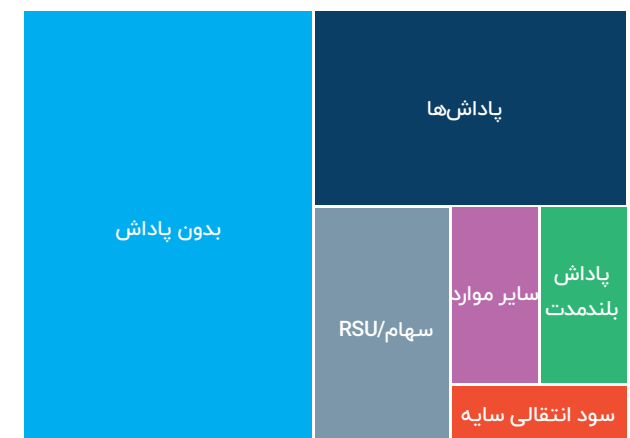 پاداش‌ها
بدون پاداش
پاداش
بلندمدت
سایر موارد
سهام/RSU
سود انتقالی سایه